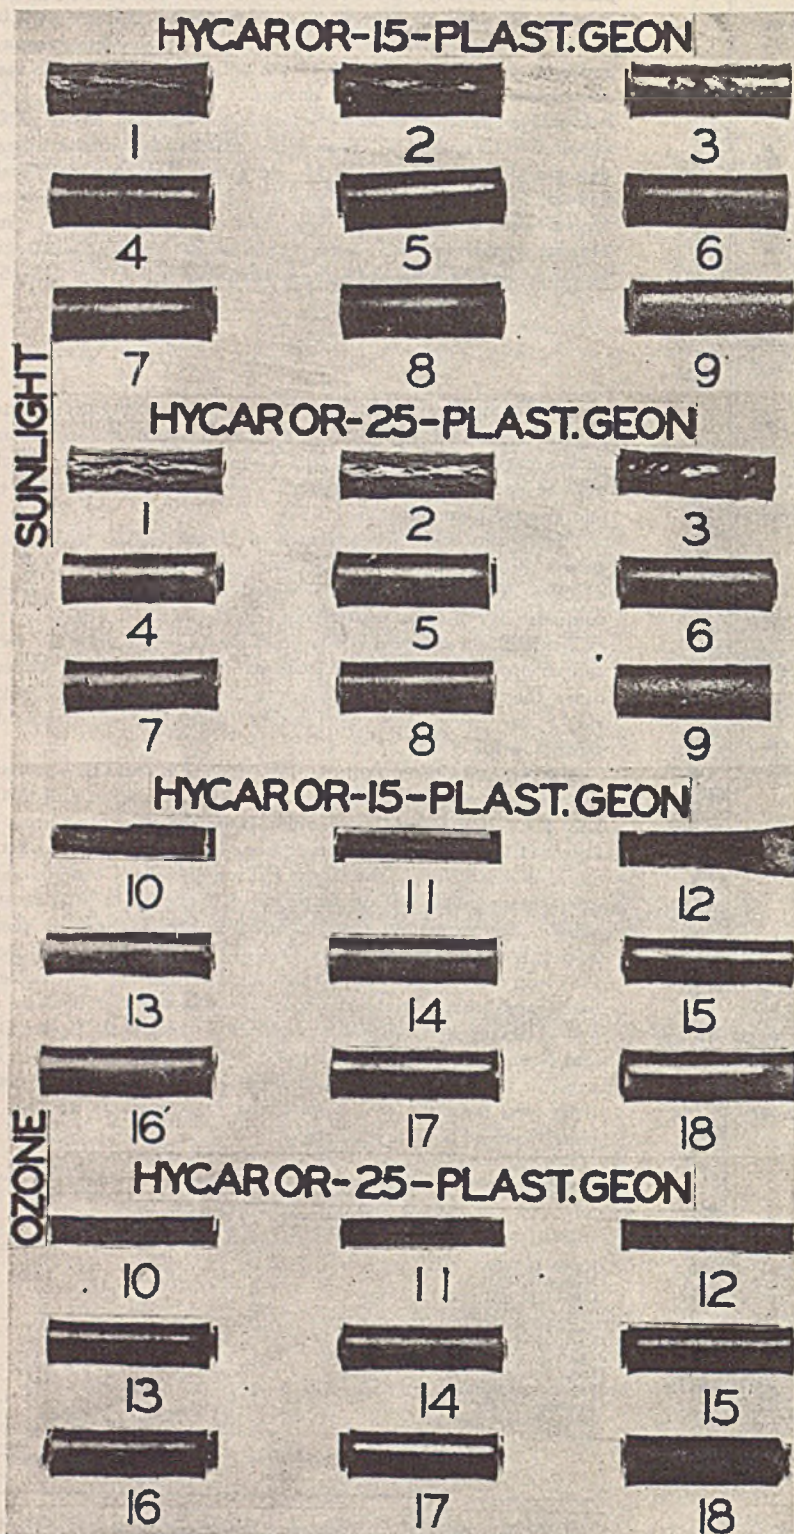 HYCAR OR-15-PLAST.GEON
1 2 3
4 5 6
7 8 9
SUNLIGHT
HYCAR OR-25-PLAST.GEON
1 2 3
4 5 6
7 8 9
HYCAR OR-15-PLAST.GEON
10 11 12
13 14 15
16 17 18
OZONE
HYCAR OR-25-PLAST.GEON
10 11 12
13 14 15
16 17 18